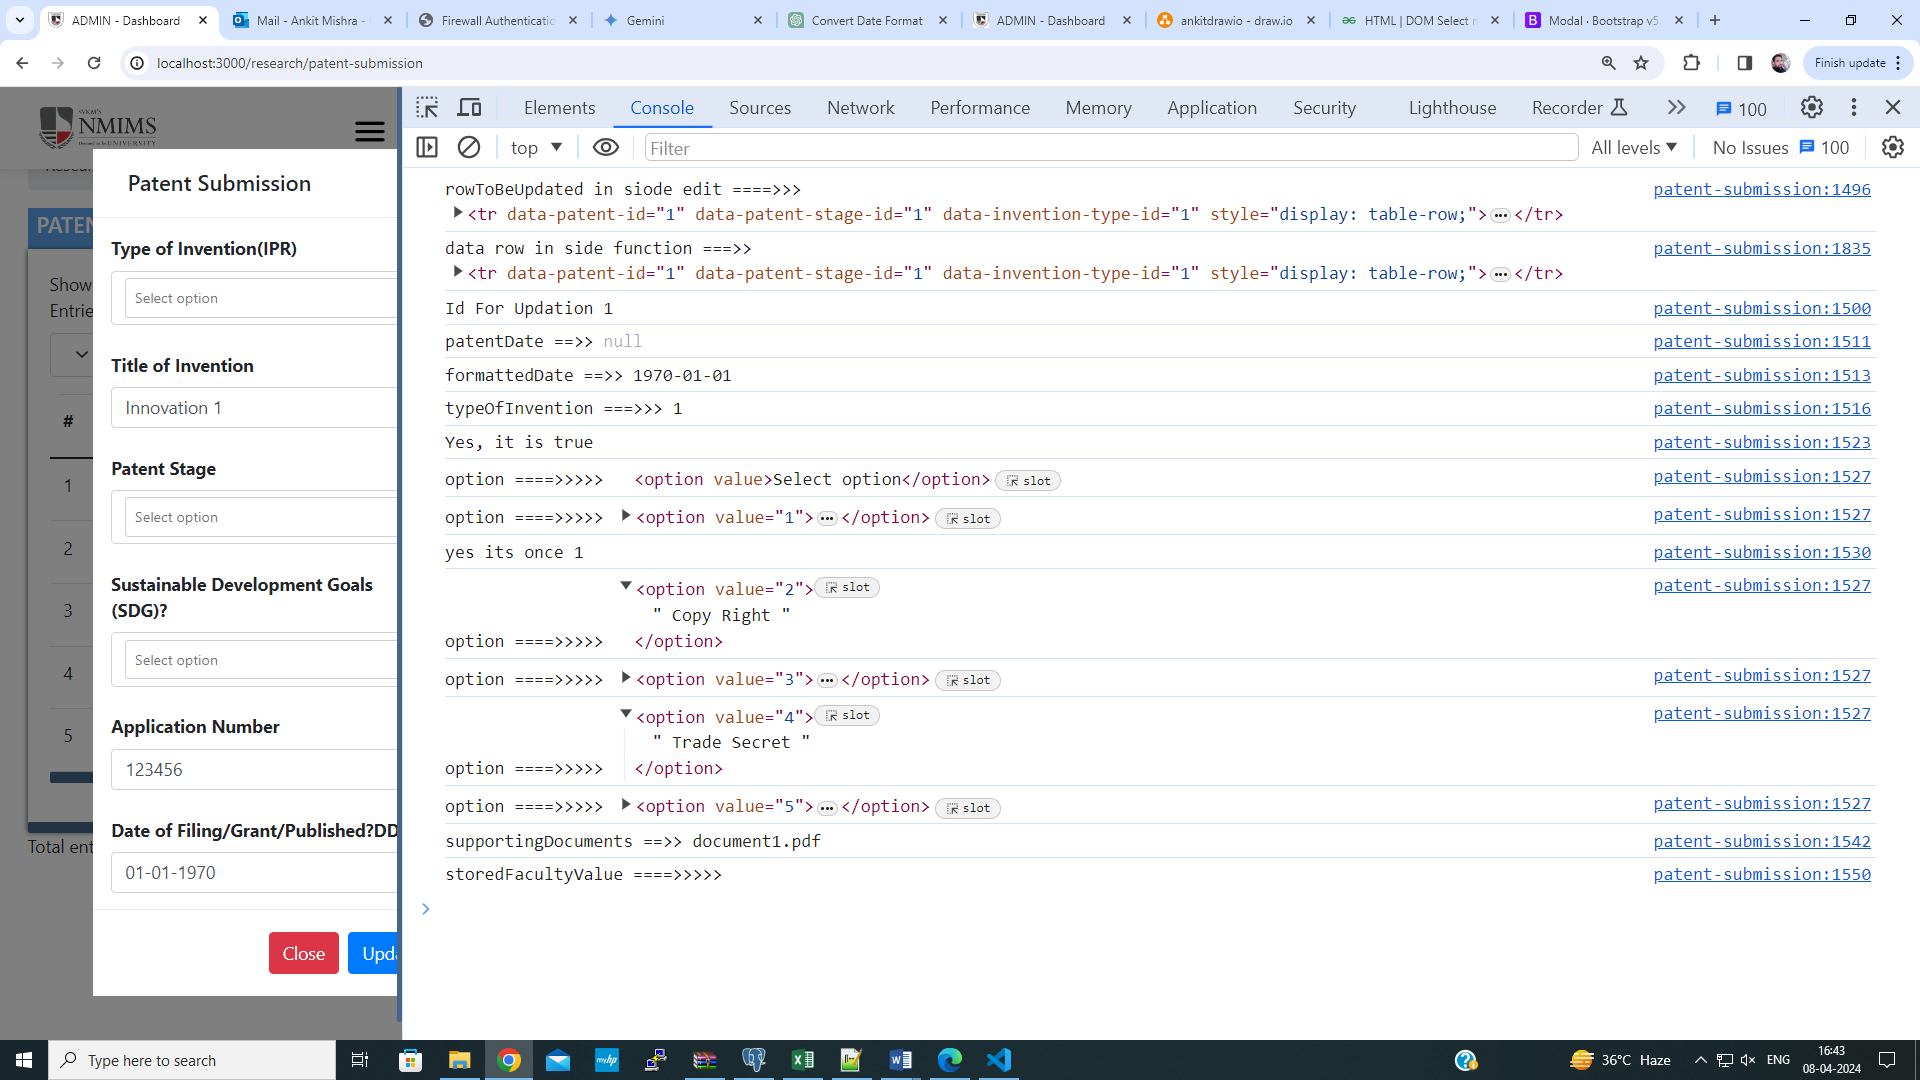 ADMIN - Dashboard
Mail - Ankit Mishra -
Firewall Authenticatio
Gemini
Convert Date Format
ADMIN - Dashboard
ankitdrawio - draw.io
HTML | DOM Select
Modal · Bootstrap v5.
localhost:3000/research/patent-submission
Finish update
SVKM'S
NMIMS
Deemed to be UNIVERSITY
Patent Submission
PATEN
Show
Entrie
#
1
2
3
4
5
Total ent
Type of Invention(IPR)
Select option
Title of Invention
Innovation 1
Patent Stage
Select option
Sustainable Development Goals
(SDG)?
Select option
Application Number
123456
Date of Filing/Grant/Published?DD
01-01-1970
Close
Upda
Elements
Console
Sources
Network
Performance
Memory
Application
Security
Lighthouse
Recorder
100
top
Filter
All levels
No Issues
100
rowToBeUpdated in siode edit ====>>> patent-submission:1496
<tr data-patent-id="1" data-patent-stage-id="1" data-invention-type-id="1" style="display: table-row;">…</tr>
data row in side function ===>> patent-submission:1835
<tr data-patent-id="1" data-patent-stage-id="1" data-invention-type-id="1" style="display: table-row;">…</tr>
Id For Updation 1 patent-submission:1500
patentDate ==>> null patent-submission:1511
formattedDate ==>> 1970-01-01 patent-submission:1513
typeOfInvention ===>>> 1 patent-submission:1516
Yes, it is true patent-submission:1523
option ====>>>>> <option value>Select option</option> slot patent-submission:1527
option ====>>>>> <option value="1">…</option> slot patent-submission:1527
yes its once 1 patent-submission:1530
<option value="2"> slot patent-submission:1527
" Copy Right "
option ====>>>>> </option>
option ====>>>>> <option value="3">…</option> slot patent-submission:1527
<option value="4"> slot patent-submission:1527
" Trade Secret "
option ====>>>>> </option>
option ====>>>>> <option value="5">…</option> slot patent-submission:1527
supportingDocuments ==>> document1.pdf patent-submission:1542
storedFacultyValue ====>>>>> patent-submission:1550
Type here to search
36°C Haze
ENG
16:43
08-04-2024